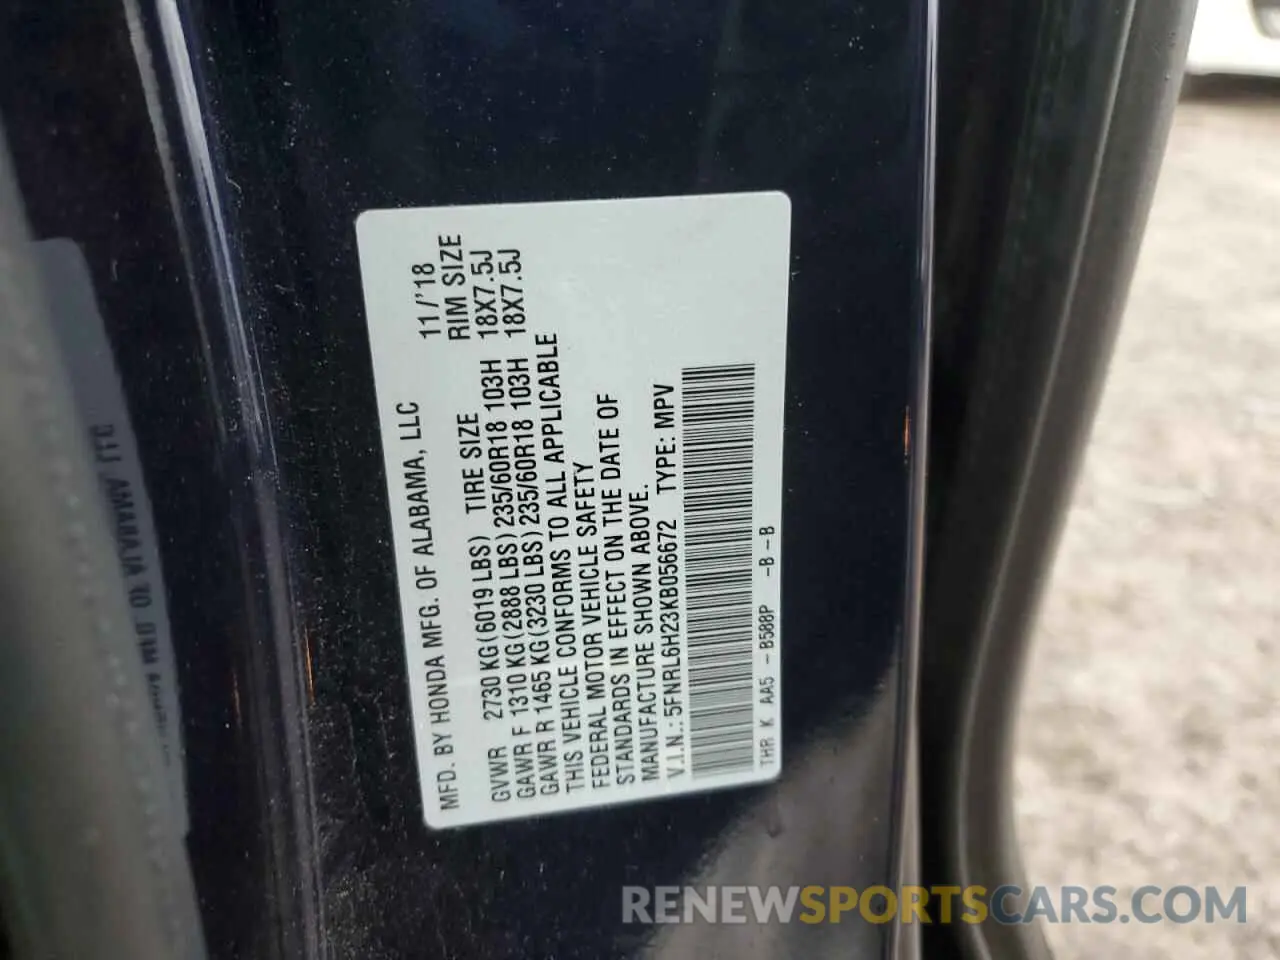 MFD. BY HONDA MFG. OF ALABAMA, LLC 11/'18
TIRE SIZE RIM SIZE
GVWR 2730 KG(6019 LBS)
GAWR F 1310 KG(2888 LBS) 235/60R18 103H 18X7.5J
GAWR R 1465 KG(3230 LBS) 235/60R18 103H 18X7.5J
THIS VEHICLE CONFORMS TO ALL APPLICABLE
FEDERAL MOTOR VEHICLE SAFETY
STANDARDS IN EFFECT ON THE DATE OF
MANUFACTURE SHOWN ABOVE.
V.I.N.: 5FNRL6H23KB056672 TYPE: MPV
THR K AA5 - B588P -B -B
RENEWSPORTSCARS.COM